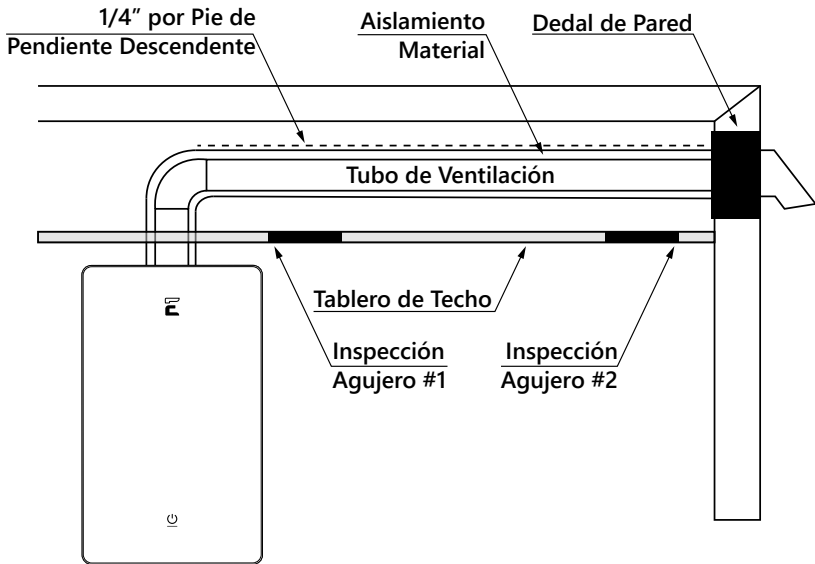 1/4” por Pie de
Pendiente Descendente
Aislamiento
Material
Dedal de Pared
Tubo de Ventilación
Tablero de Techo
Inspección
Agujero #1
Inspección
Agujero #2